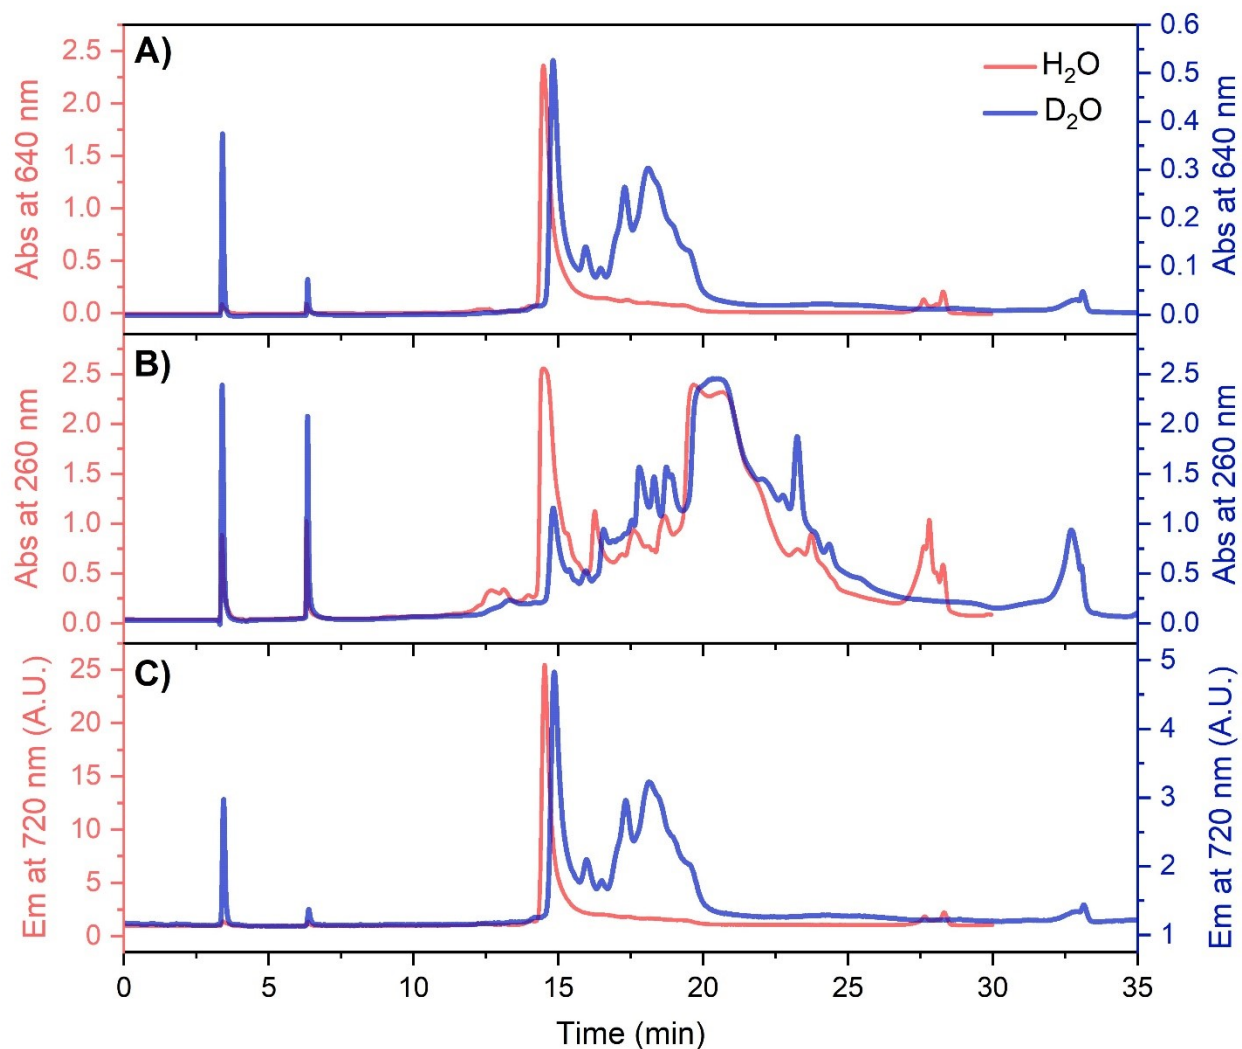 A)
H₂O
D₂O
Abs at 640 nm
2.5
2.0
1.5
1.0
0.5
0.0
0.6
0.5
0.4
0.3
0.2
0.1
0.0
Abs at 640 nm
B)
Abs at 260 nm
2.5
2.0
1.5
1.0
0.5
0.0
2.5
2.0
1.5
1.0
0.5
0.0
Abs at 260 nm
C)
Em at 720 nm (A.U.)
25
20
15
10
5
0
5
4
3
2
1
Em at 720 nm (A.U.)
0 5 10 15 20 25 30 35
Time (min)